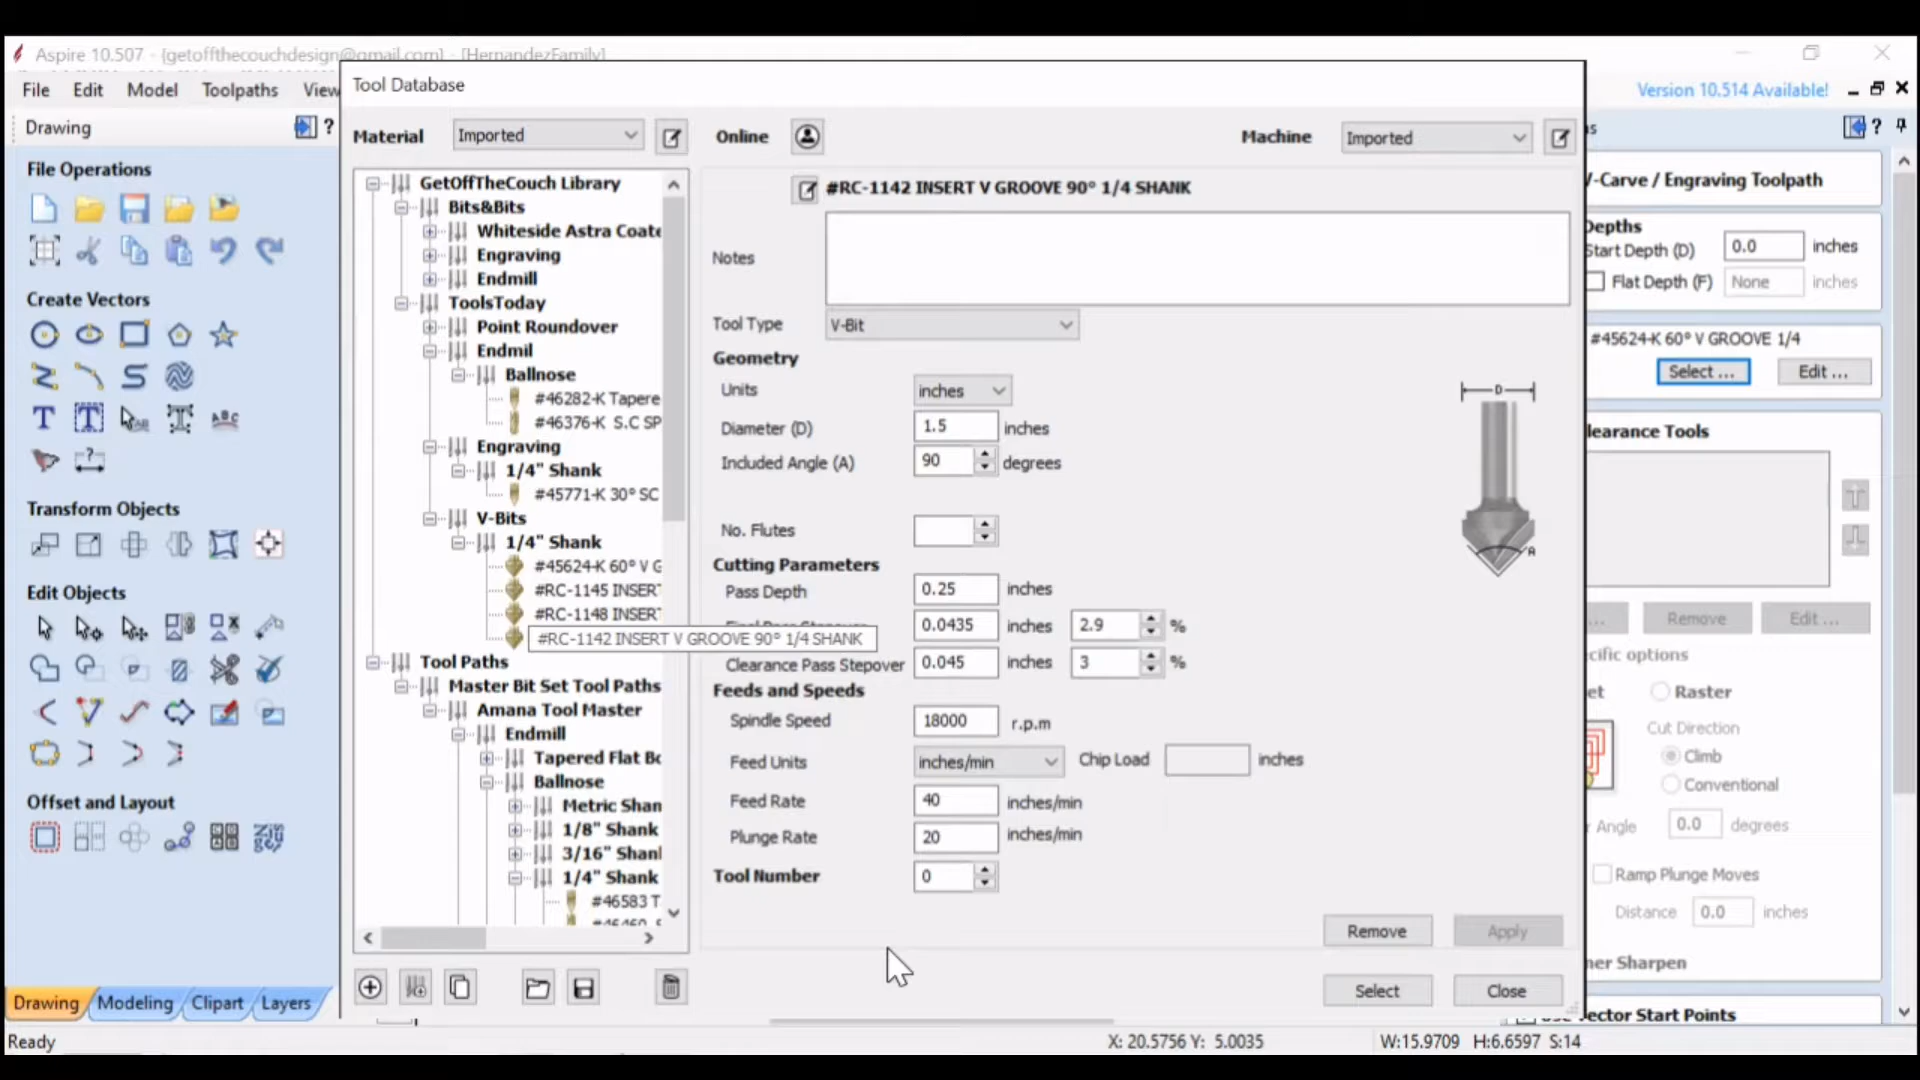 Aspire 10.507 - {getoffthecouchdesign@gmail.com} - [HernandezFamily]
File Edit Model Toolpaths View
Version 10.514 Available!
Drawing
?
File Operations
Create Vectors
Transform Objects
Edit Objects
Offset and Layout
Drawing Modeling Clipart Layers
Ready
X: 20.5756 Y: 5.0035
W:15.9709 H:6.6597 S:14
Tool Database
Material Imported
Online
Machine Imported
GetOffTheCouch Library
Bits&Bits
Whiteside Astra Coate
Engraving
Endmill
ToolsToday
Point Roundover
Endmil
Ballnose
#46282-K Tapere
#46376-K S.C SP
Engraving
1/4" Shank
#45771-K 30° SC
V-Bits
1/4" Shank
#45624-K 60° V G
#RC-1145 INSERT
#RC-1148 INSERT
#RC-1142 INSERT V GROOVE 90° 1/4 SHANK
Tool Paths
Master Bit Set Tool Paths
Amana Tool Master
Endmill
Tapered Flat Bo
Ballnose
Metric Shan
1/8" Shank
3/16" Shank
1/4" Shank
#46583 T
#RC-1142 INSERT V GROOVE 90° 1/4 SHANK
Notes
Tool Type V-Bit
Geometry
Units inches
Diameter (D) 1.5 inches
Included Angle (A) 90 degrees
No. Flutes
D
A
Cutting Parameters
Pass Depth 0.25 inches
0.0435 inches 2.9 %
Clearance Pass Stepover 0.045 inches 3 %
Feeds and Speeds
Spindle Speed 18000 r.p.m
Feed Units inches/min Chip Load inches
Feed Rate 40 inches/min
Plunge Rate 20 inches/min
Tool Number 0
Remove Apply
Select Close
s
?
V-Carve / Engraving Toolpath
Depths
Start Depth (D) 0.0 inches
Flat Depth (F) None inches
#45624-K 60° V GROOVE 1/4
Select ... Edit ...
learance Tools
... Remove Edit ...
cific options
et Raster
Cut Direction
Climb
Conventional
r Angle 0.0 degrees
Ramp Plunge Moves
Distance 0.0 inches
ner Sharpen
ector Start Points